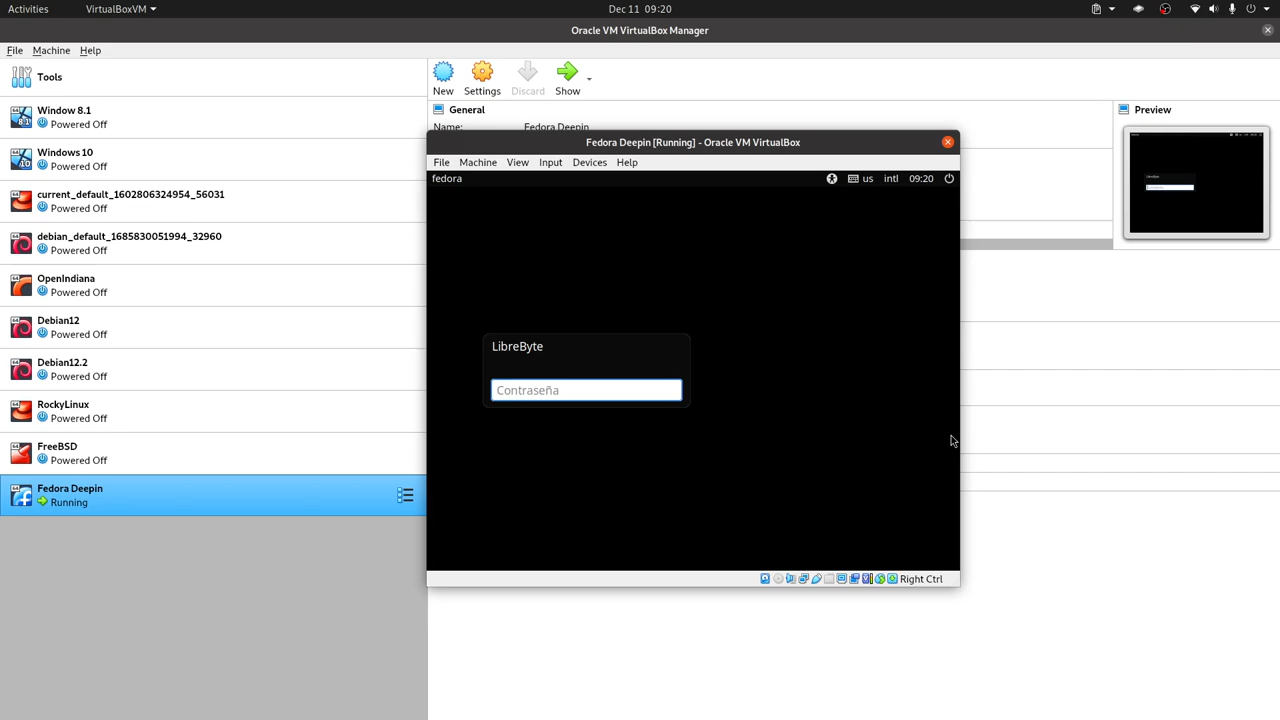 Activities VirtualBoxVM Dec 11 09:20
Oracle VM VirtualBox Manager
File Machine Help
Tools
New Settings Discard Show
Window 8.1
Powered Off
Windows 10
Powered Off
current_default_1602806324954_56031
Powered Off
debian_default_1685830051994_32960
Powered Off
OpenIndiana
Powered Off
Debian12
Powered Off
Debian12.2
Powered Off
RockyLinux
Powered Off
FreeBSD
Powered Off
Fedora Deepin
Running
General
Name: Fedora Deepin
Preview
Fedora Deepin [Running] - Oracle VM VirtualBox
File Machine View Input Devices Help
fedora us intl 09:20
LibreByte
Contraseña
Right Ctrl